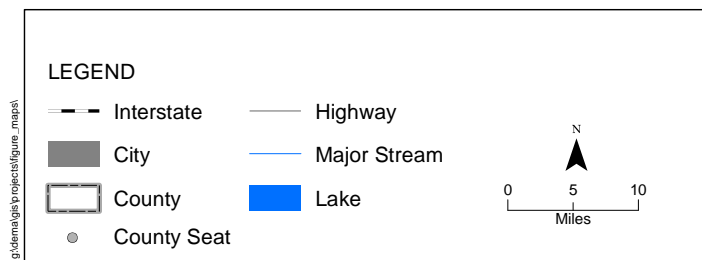 LEGEND
Interstate
Highway
City
Major Stream
County
Lake
County Seat
N
0 5 10
Miles
g:\dema\gis\projects\figure_maps\